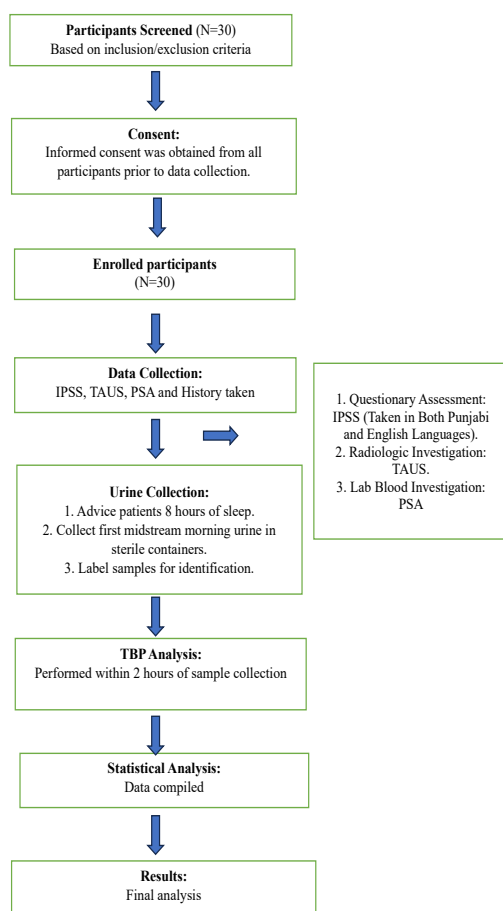 Participants Screened (N=30)
Based on inclusion/exclusion criteria
Consent:
Informed consent was obtained from all
participants prior to data collection.
Enrolled participants
(N=30)
Data Collection:
IPSS, TAUS, PSA and History taken
1. Questionary Assessment:
IPSS (Taken in Both Punjabi
and English Languages).
2. Radiologic Investigation:
TAUS.
3. Lab Blood Investigation:
PSA
Urine Collection:
1. Advice patients 8 hours of sleep.
2. Collect first midstream morning urine in
sterile containers.
3. Label samples for identification.
TBP Analysis:
Performed within 2 hours of sample collection
Statistical Analysis:
Data compiled
Results:
Final analysis